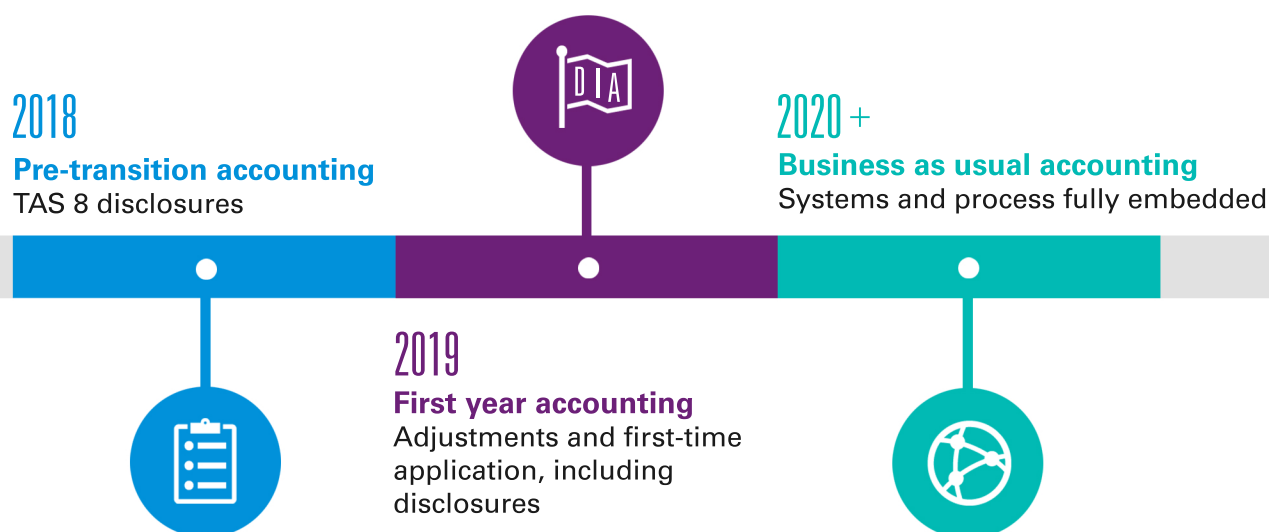 2018
Pre-transition accounting
TAS 8 disclosures
DIA
2019
First year accounting
Adjustments and first-time
application, including
disclosures
2020 +
Business as usual accounting
Systems and process fully embedded